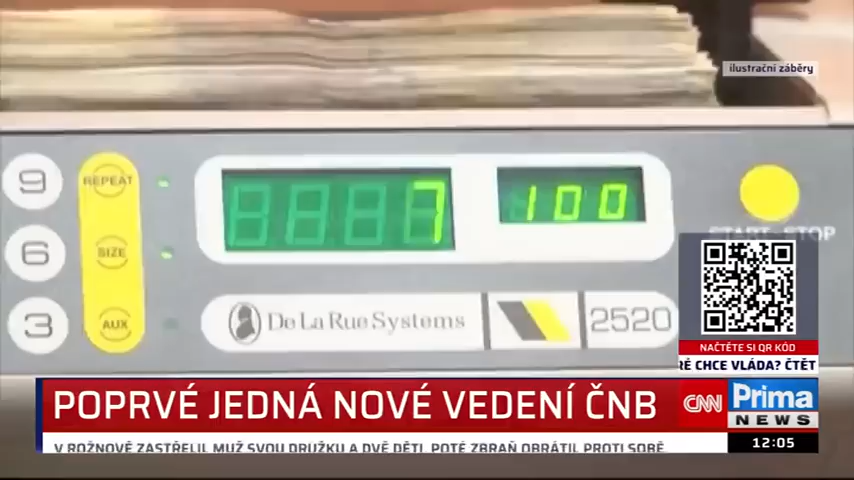 ilustrační záběry
9
REPEAT
7
100
START - STOP
6
SIZE
3
AUX
De La Rue Systems
2520
NAČTĚTE SI QR KÓD
RÉ CHCE VLÁDA? ČTĚT
POPRVÉ JEDNÁ NOVÉ VEDENÍ ČNB
CNN Prima
NEWS
V ROŽNOVĚ ZASTŘELIL MUŽ SVOU DRUŽKU A DVĚ DĚTI. POTÉ ZBRAŇ OBRÁTIL PROTI SOBĚ.
12:05